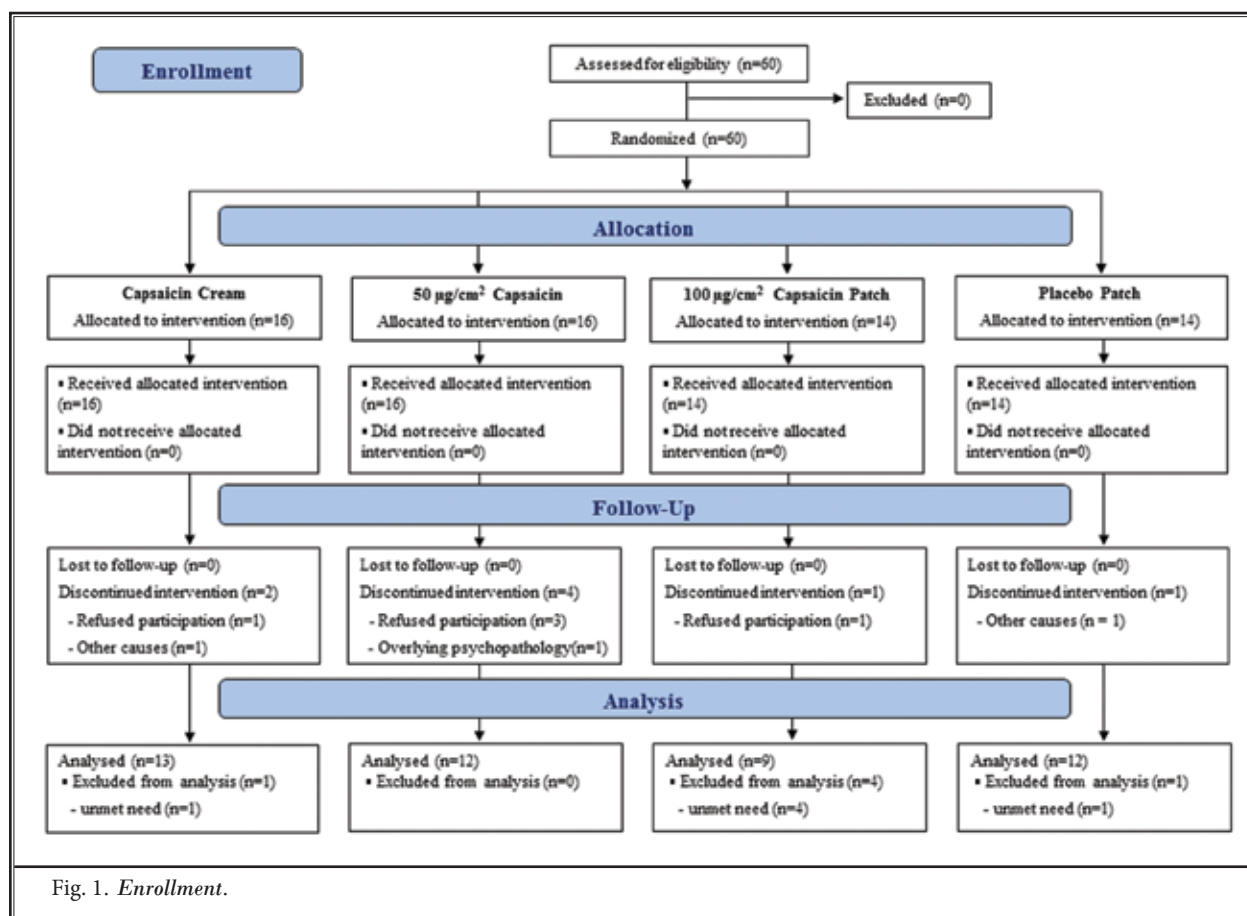 Enrollment
Assessed for eligibility (n=60)
Excluded (n=0)
Randomized (n=60)
Allocation
Capsaicin Cream
Allocated to intervention (n=16)
50 µg/cm² Capsaicin
Allocated to intervention (n=16)
100 µg/cm² Capsaicin Patch
Allocated to intervention (n=14)
Placebo Patch
Allocated to intervention (n=14)
▪ Received allocated intervention
(n=16)
▪ Did not receive allocated
intervention (n=0)
▪ Received allocated intervention
(n=16)
▪ Did not receive allocated
intervention (n=0)
▪ Received allocated intervention
(n=14)
▪ Did not receive allocated
intervention (n=0)
▪ Received allocated intervention
(n=14)
▪ Did not receive allocated
intervention (n=0)
Follow-Up
Lost to follow-up (n=0)
Discontinued intervention (n=2)
- Refused participation (n=1)
- Other causes (n=1)
Lost to follow-up (n=0)
Discontinued intervention (n=4)
- Refused participation (n=3)
- Overlying psychopathology(n=1)
Lost to follow-up (n=0)
Discontinued intervention (n=1)
- Refused participation (n=1)
Lost to follow-up (n=0)
Discontinued intervention (n=1)
- Other causes (n = 1)
Analysis
Analysed (n=13)
▪ Excluded from analysis (n=1)
- unmet need (n=1)
Analysed (n=12)
▪ Excluded from analysis (n=0)
Analysed (n=9)
▪ Excluded from analysis (n=4)
- unmet need (n=4)
Analysed (n=12)
▪ Excluded from analysis (n=1)
- unmet need (n=1)
Fig. 1. Enrollment.